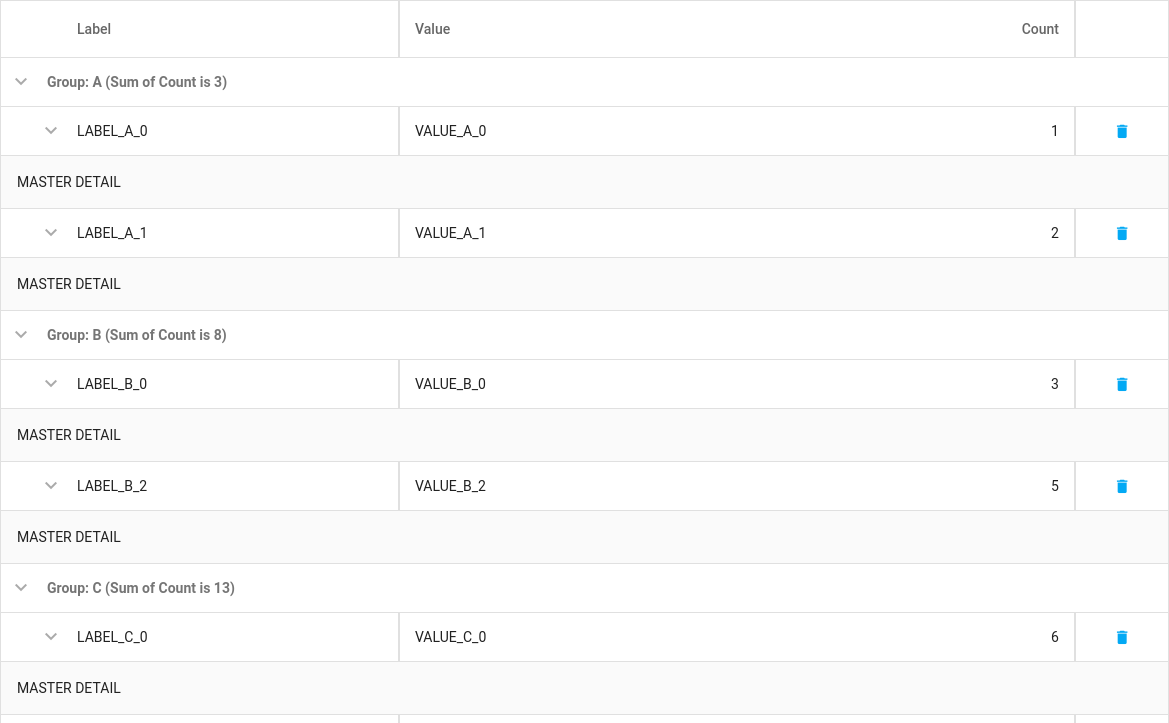 Label Value Count
Group: A (Sum of Count is 3)
LABEL_A_0 VALUE_A_0 1
MASTER DETAIL
LABEL_A_1 VALUE_A_1 2
MASTER DETAIL
Group: B (Sum of Count is 8)
LABEL_B_0 VALUE_B_0 3
MASTER DETAIL
LABEL_B_2 VALUE_B_2 5
MASTER DETAIL
Group: C (Sum of Count is 13)
LABEL_C_0 VALUE_C_0 6
MASTER DETAIL